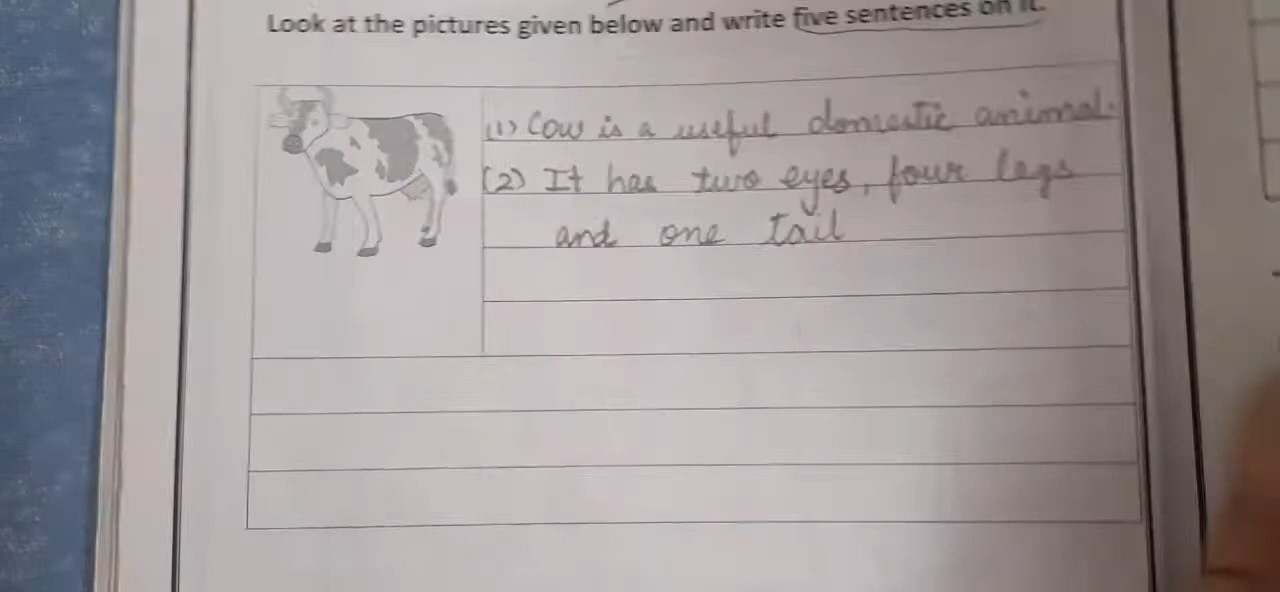 Look at the pictures given below and write five sentences on it.
(1) Cow is a useful domestic animal.
(2) It has two eyes, four legs
and one tail